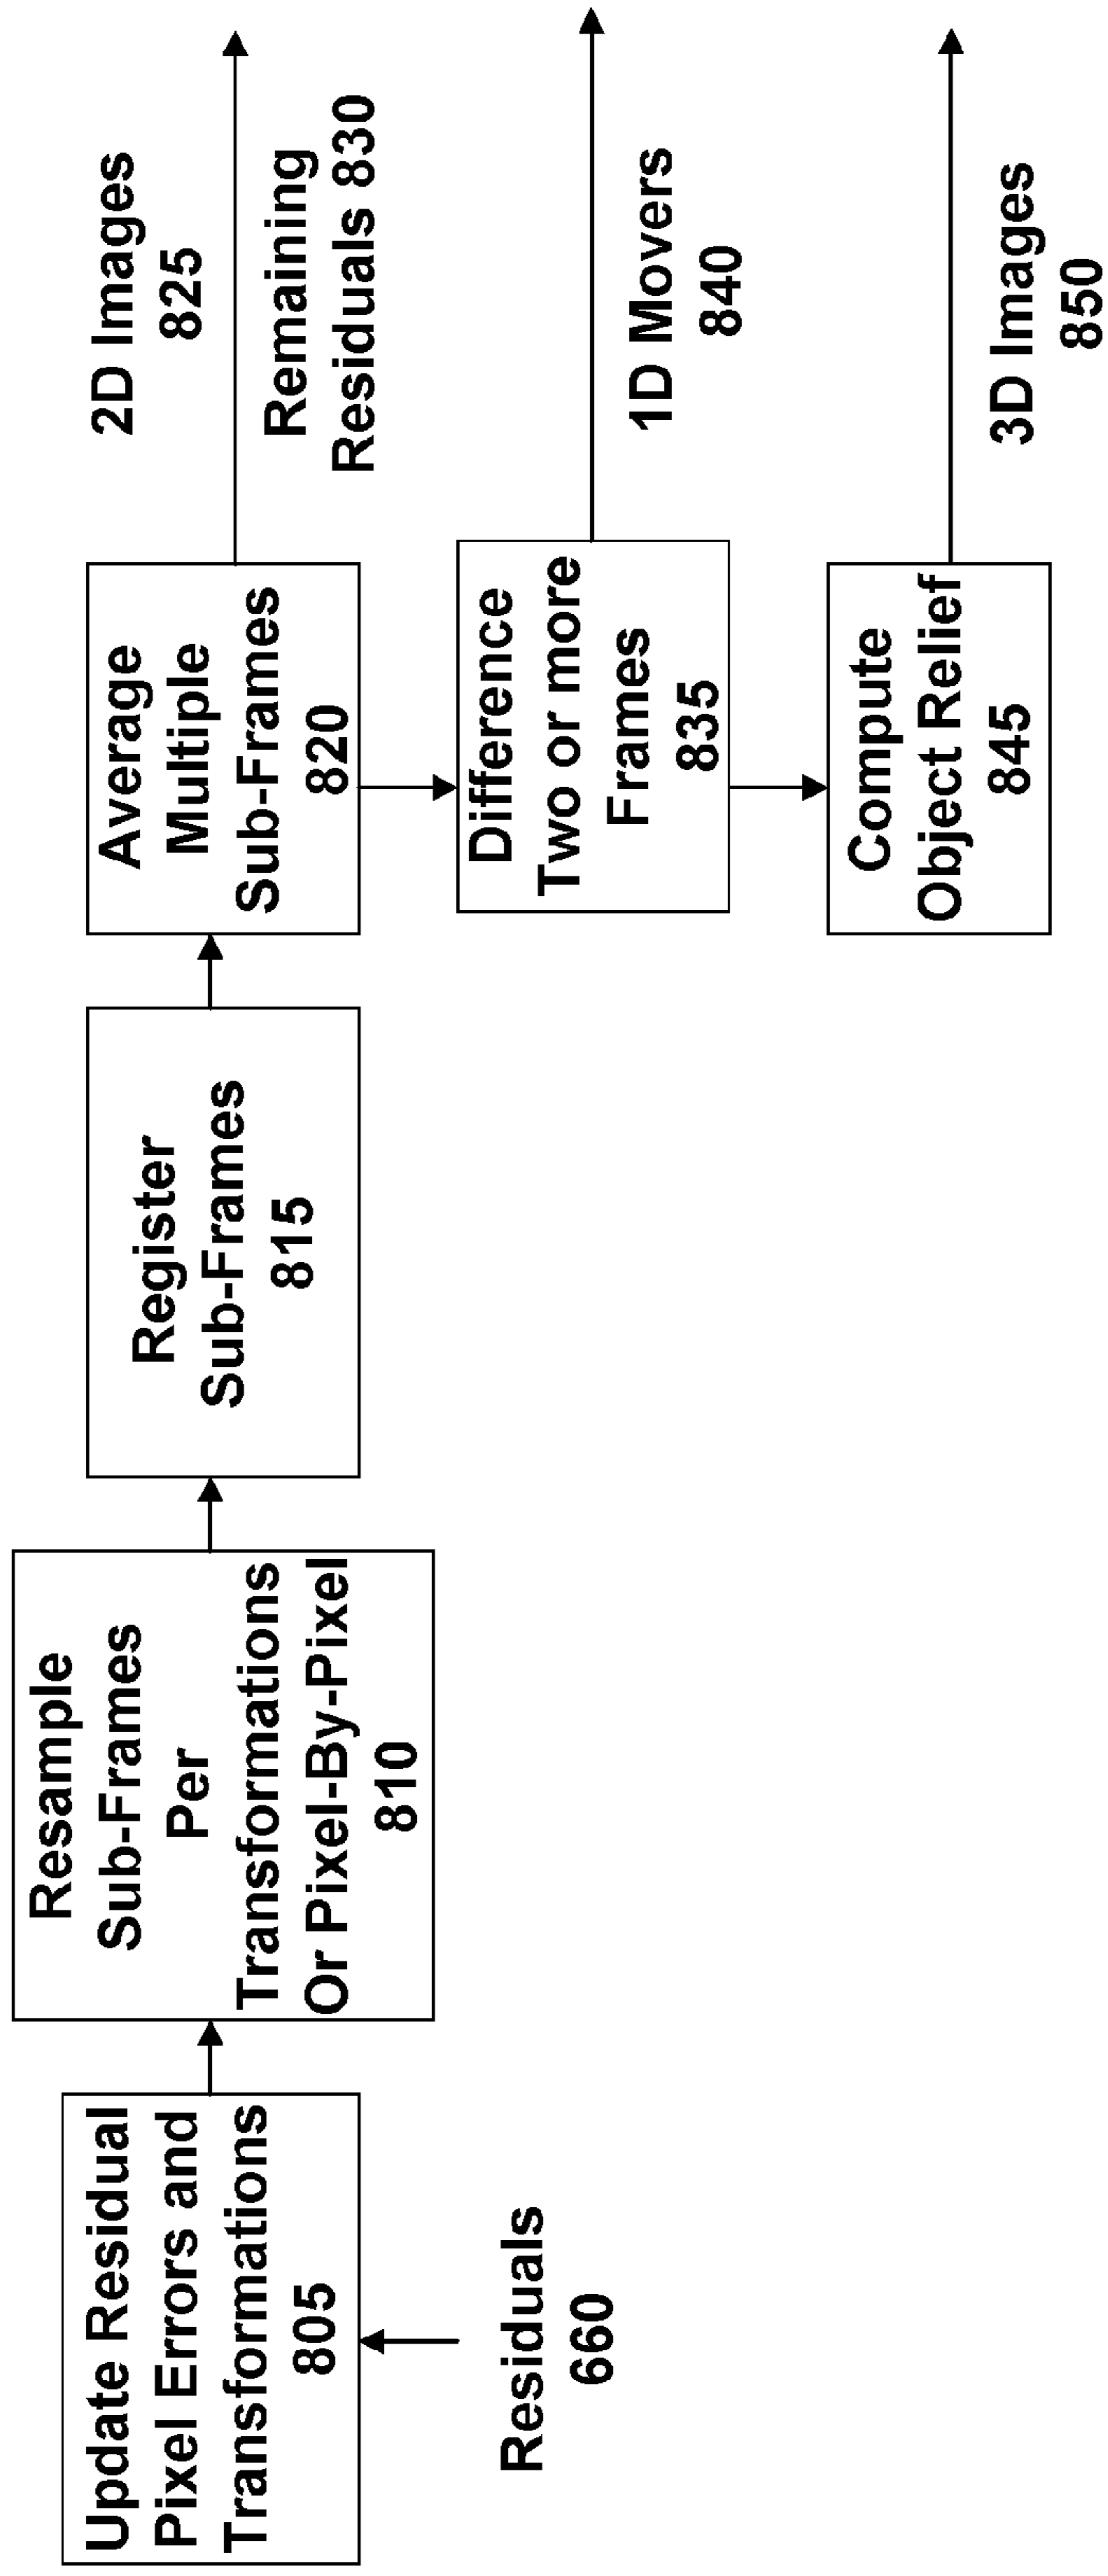 Update Residual
Pixel Errors and
Transformations
805
Residuals
660
Resample
Sub-Frames
Per
Transformations
Or Pixel-By-Pixel
810
Register
Sub-Frames
815
Average
Multiple
Sub-Frames
820
2D Images
825
Remaining
Residuals 830
Difference
Two or more
Frames
835
1D Movers
840
Compute
Object Relief
845
3D Images
850